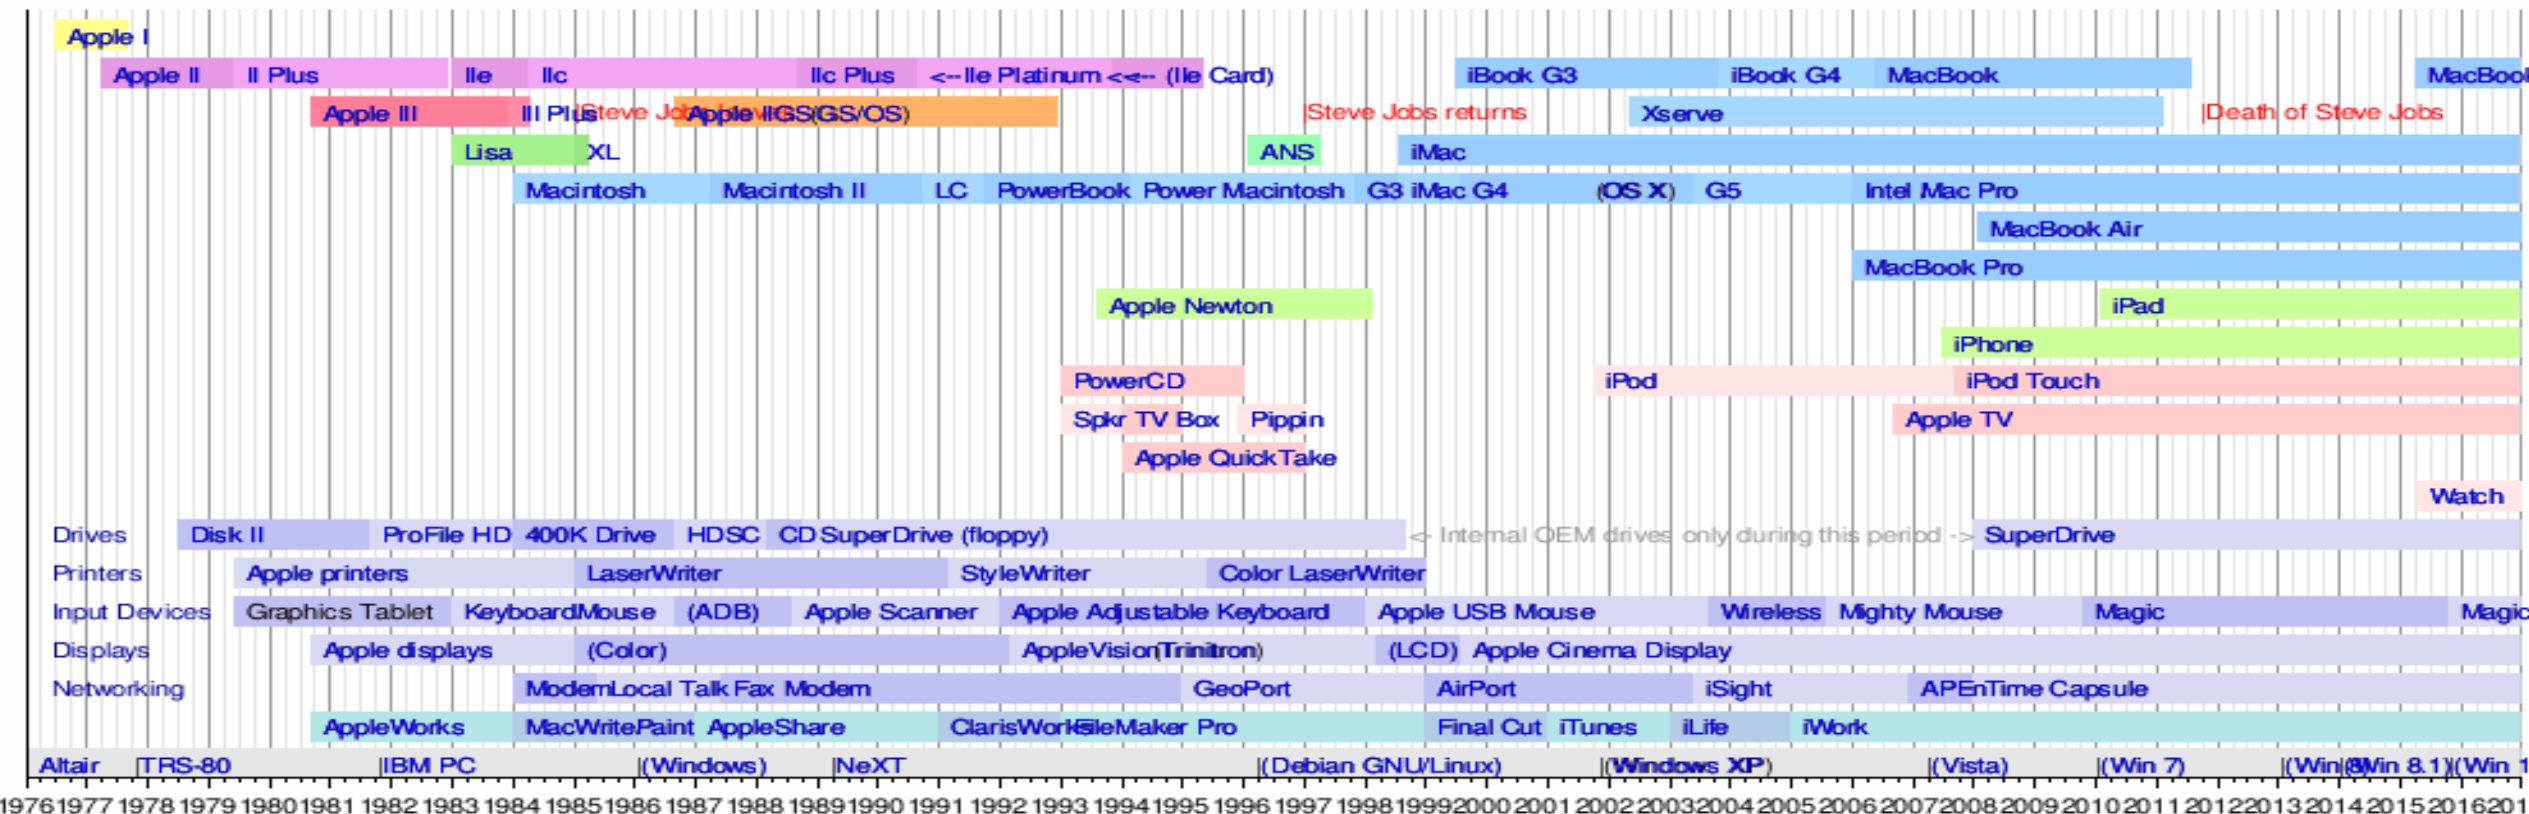 Apple I
Apple II II Plus IIe IIc IIc Plus <--IIe Platinum <-- (IIe Card) iBook G3 iBook G4 MacBook MacBook
Apple III III Plus Steve Jobs Apple IIGS(GS/OS) Steve Jobs returns Xserve Death of Steve Jobs
Lisa XL ANS iMac
Macintosh Macintosh II LC PowerBook Power Macintosh G3 iMac G4 (OS X) G5 Intel Mac Pro
MacBook Air
MacBook Pro
Apple Newton iPad
iPhone
PowerCD iPod iPod Touch
Spkr TV Box Pippin Apple TV
Apple QuickTake
Watch
Drives Disk II ProFile HD 400K Drive HDSC CD SuperDrive (floppy) <- Internal OEM drives only during this period -> SuperDrive
Printers Apple printers LaserWriter StyleWriter Color LaserWriter
Input Devices Graphics Tablet Keyboard Mouse (ADB) Apple Scanner Apple Adjustable Keyboard Apple USB Mouse Wireless Mighty Mouse Magic Magic
Displays Apple displays (Color) AppleVision (Trinitron) (LCD) Apple Cinema Display
Networking Modem Local Talk Fax Modem GeoPort AirPort iSight APEn Time Capsule
AppleWorks MacWritePaint AppleShare ClarisWorks FileMaker Pro Final Cut iTunes iLife iWork
Altair TRS-80 IBM PC (Windows) NeXT (Debian GNU/Linux) (Windows XP) (Vista) (Win 7) (Win 8) (Win 8.1) (Win 1
1976 1977 1978 1979 1980 1981 1982 1983 1984 1985 1986 1987 1988 1989 1990 1991 1992 1993 1994 1995 1996 1997 1998 1999 2000 2001 2002 2003 2004 2005 2006 2007 2008 2009 2010 2011 2012 2013 2014 2015 2016 201